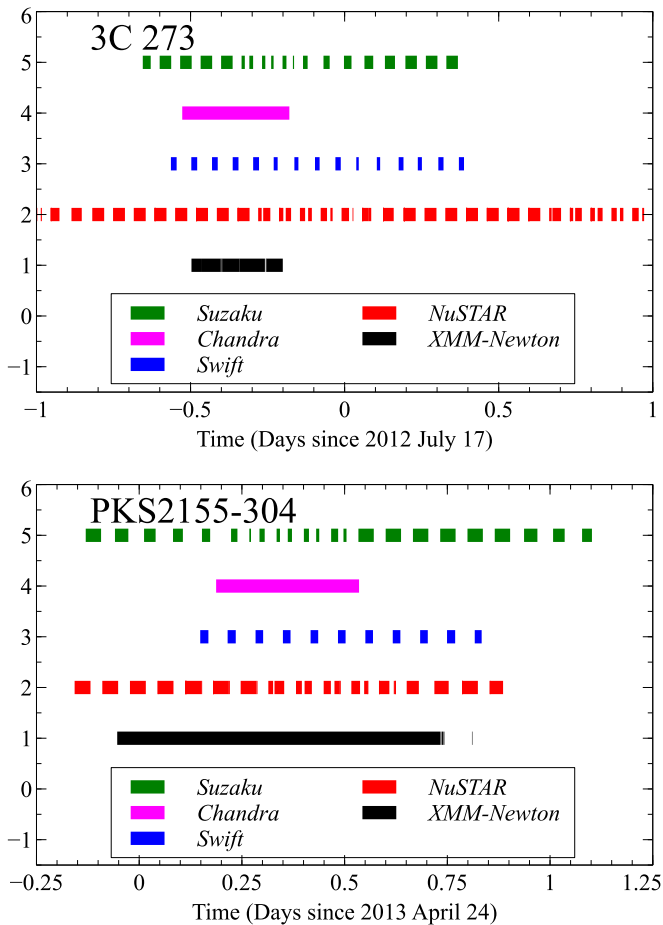 3C 273
6
5
4
3
2
1
0
−1
Suzaku NuSTAR
Chandra XMM-Newton
Swift
−1 −0.5 0 0.5 1
Time (Days since 2012 July 17)
PKS2155-304
6
5
4
3
2
1
0
−1
Suzaku NuSTAR
Chandra XMM-Newton
Swift
−0.25 0 0.25 0.5 0.75 1 1.25
Time (Days since 2013 April 24)